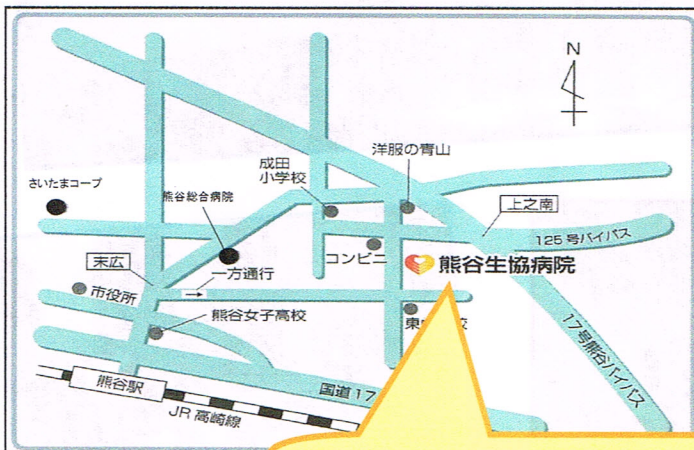 N
洋服の青山
成田
小学校
さいたまコープ
熊谷総合病院
上之南
125号バイパス
コンビニ
熊谷生協病院
末広
一方通行
市役所
熊谷女子高校
東
校
17号熊谷バイパス
熊谷駅
国道17
JR高崎線